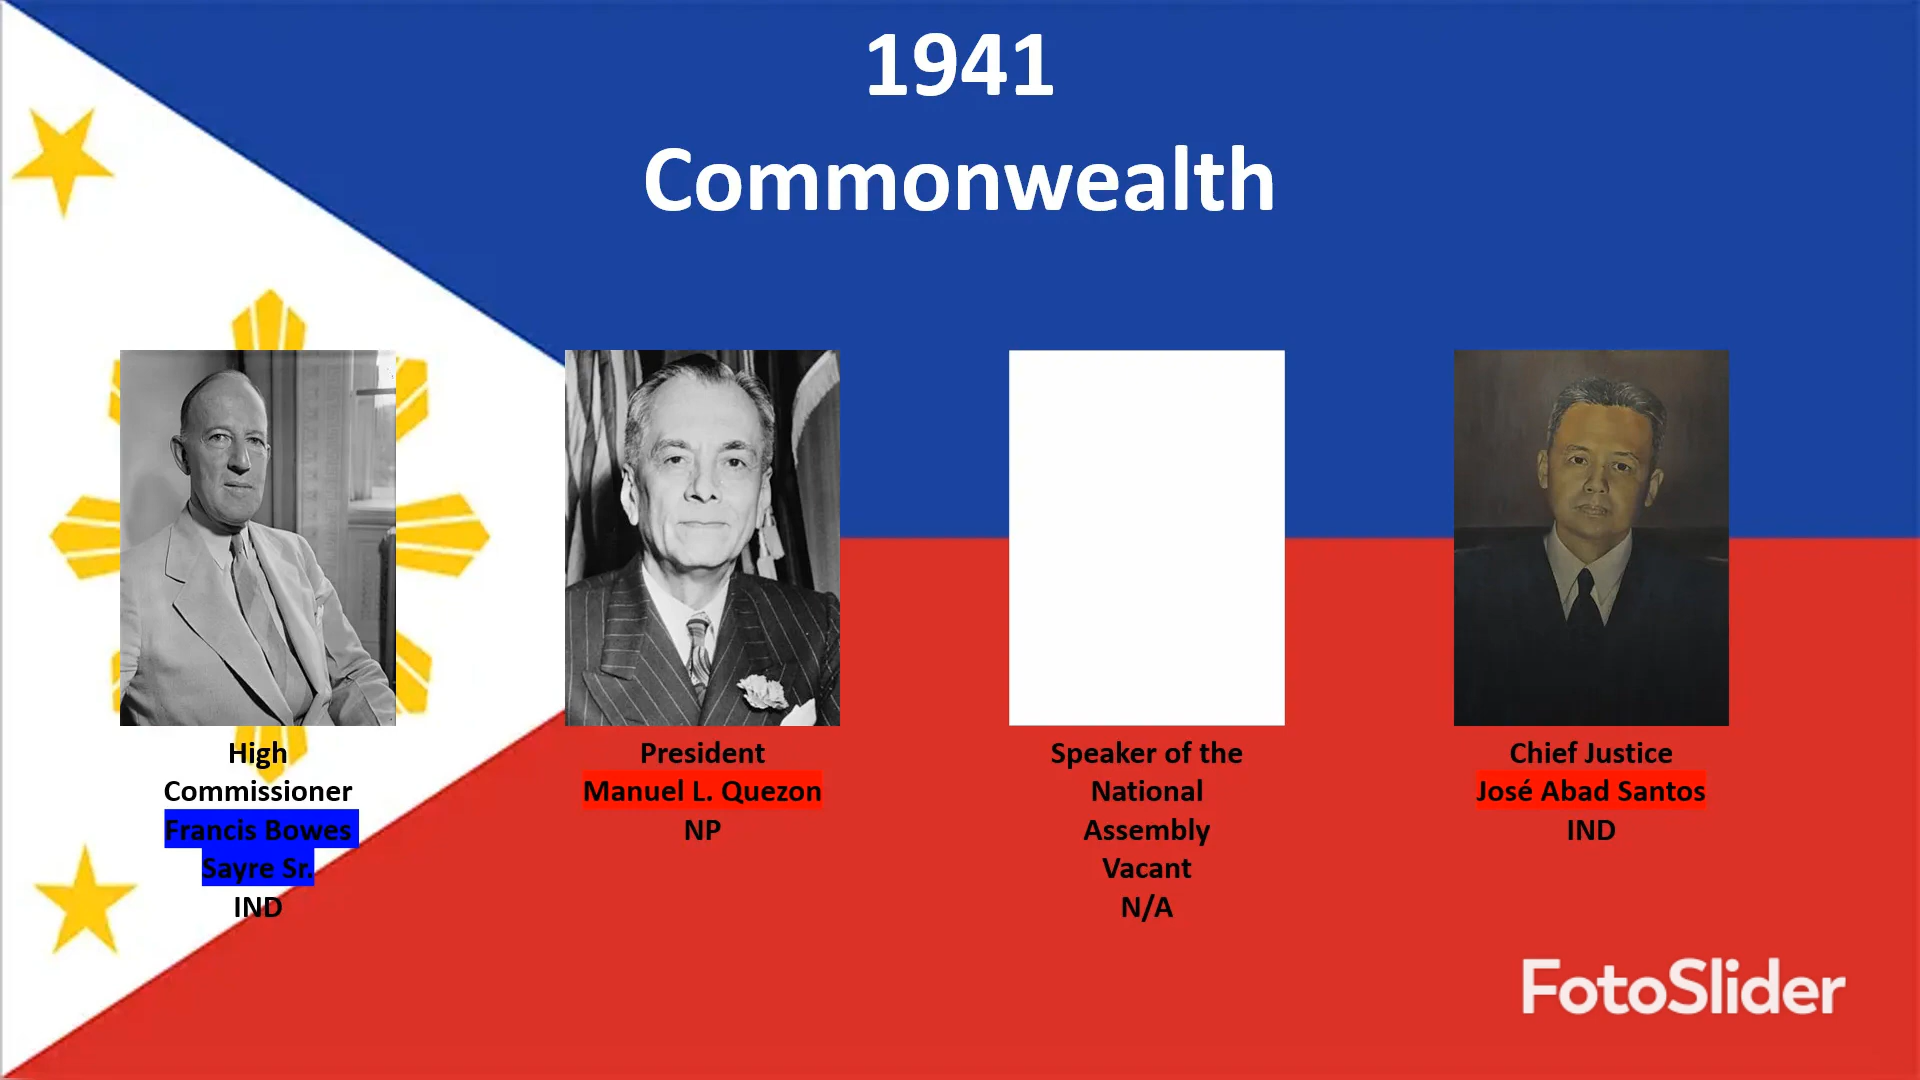 1941
Commonwealth
High
Commissioner
Francis Bowes
Sayre Sr.
IND
President
Manuel L. Quezon
NP
Speaker of the
National
Assembly
Vacant
N/A
Chief Justice
José Abad Santos
IND
FotoSlider